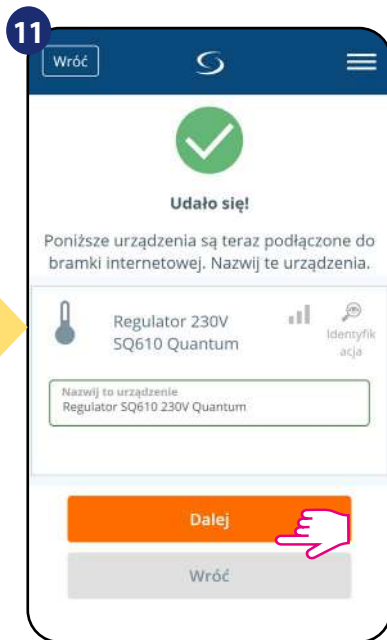 11
Wróć
Udało się!
Poniższe urządzenia są teraz podłączone do
bramki internetowej. Nazwij te urządzenia.
Regulator 230V
SQ610 Quantum
Identyfik
acja
Nazwij to urządzenie
Regulator SQ610 230V Quantum
Dalej
Wróć